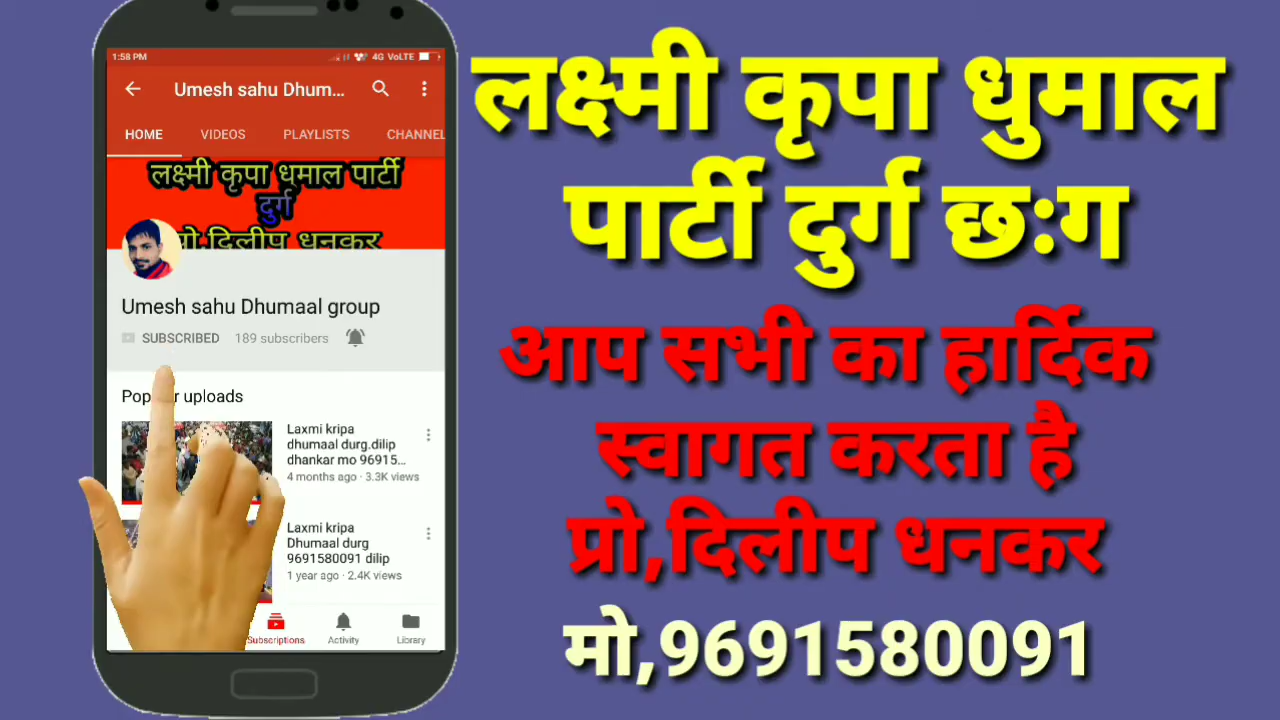 1:58 PM 4G VoLTE
Umesh sahu Dhum...
HOME VIDEOS PLAYLISTS CHANNEL
लक्ष्मी कृपा धुमाल पार्टी
दुर्ग
प्रो.दिलीप धनकर
Umesh sahu Dhumaal group
SUBSCRIBED 189 subscribers
uploads
Laxmi kripa
dhumaal durg.dilip
dhankar mo 96915...
4 months ago · 3.3K views
Laxmi kripa
Dhumaal durg
9691580091 dilip
1 year ago · 2.4K views
Subscriptions Activity Library
लक्ष्मी कृपा धुमाल
पार्टी दुर्ग छ:ग
आप सभी का हार्दिक
स्वागत करता है
प्रो,दिलीप धनकर
मो,9691580091